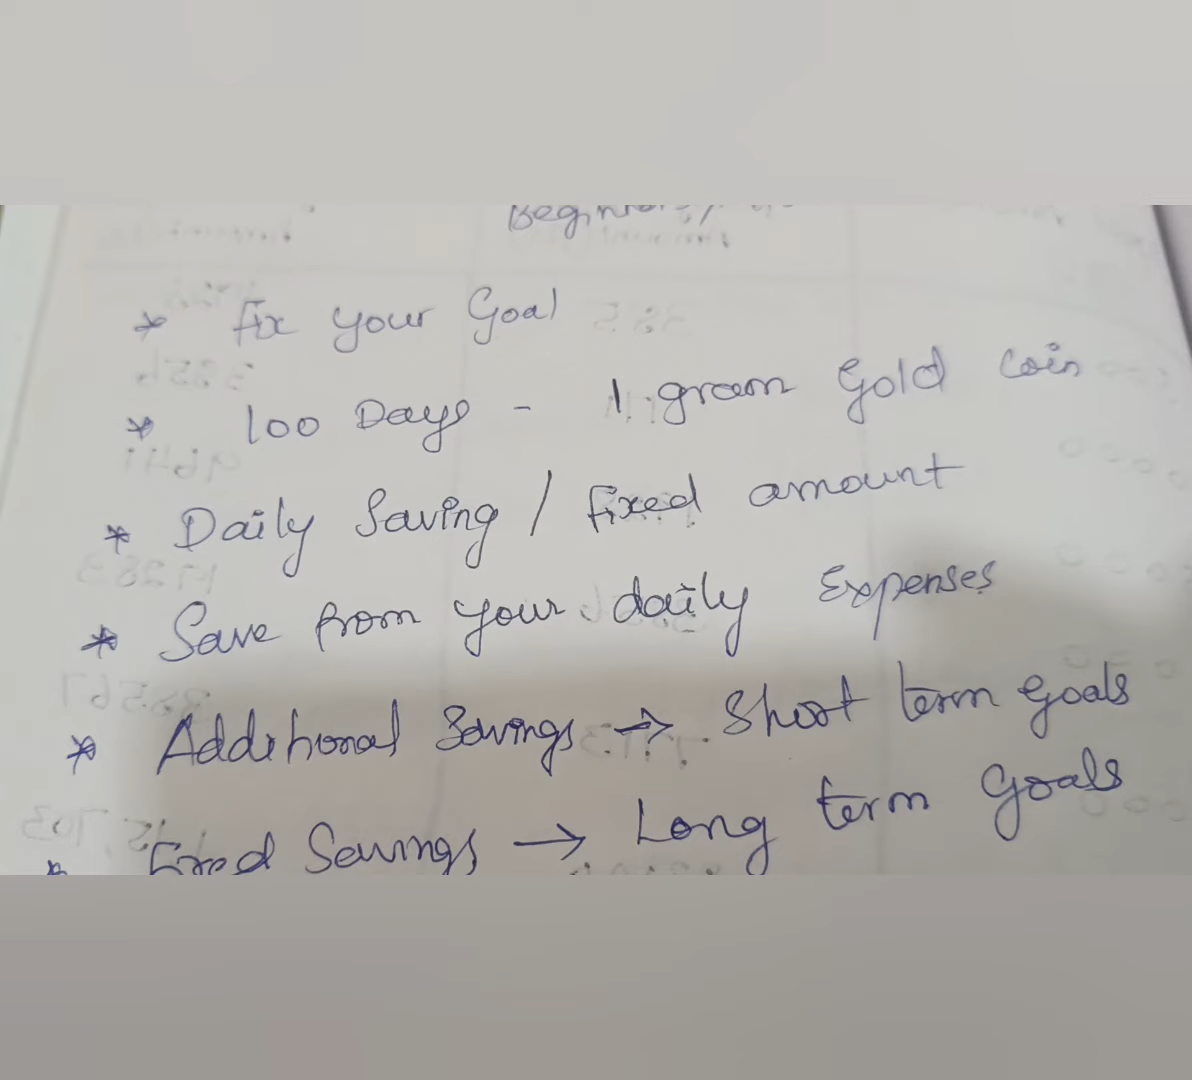 * Fix your Goal
* 100 Days - 1 gram Gold coin
* Daily Saving / fixed amount
* Save from your daily Expenses
* Additional Savings → Short term goals
* Fixed Savings → Long term Goals